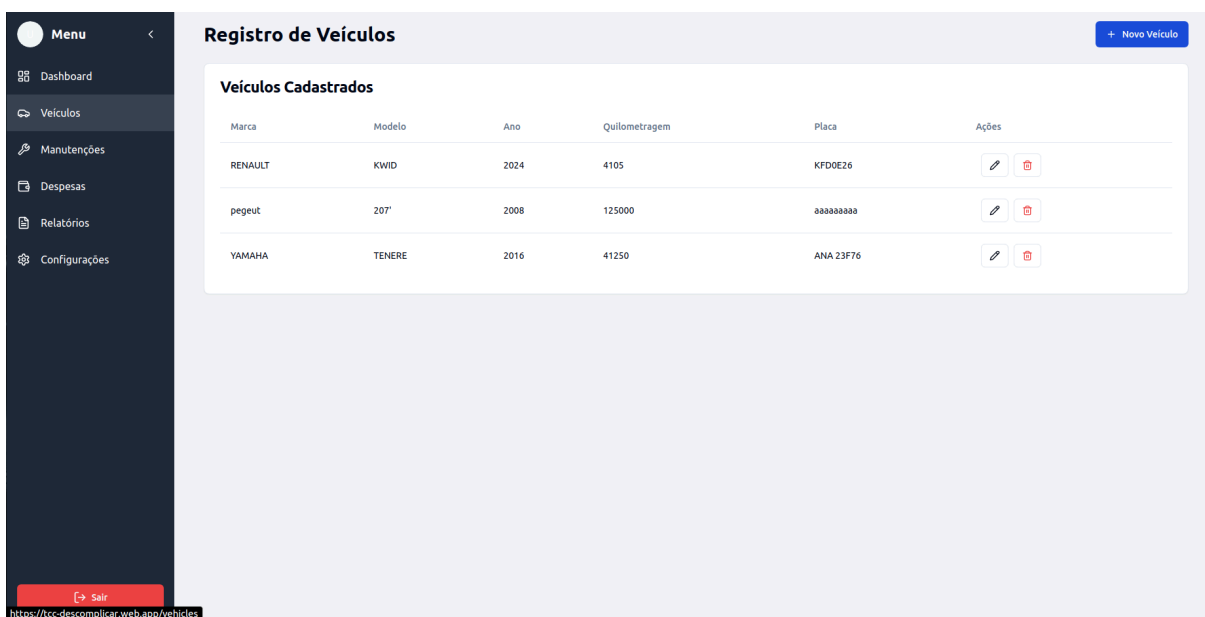 Menu
Dashboard
Veículos
Manutenções
Despesas
Relatórios
Configurações
Sair
https://tcc-descomplicar.web.app/vehicles
Registro de Veículos
+ Novo Veículo
Veículos Cadastrados
Marca Modelo Ano Quilometragem Placa Ações
RENAULT KWID 2024 4105 KFD0E26
pegeut 207' 2008 125000 aaaaaaaaa
YAMAHA TENERE 2016 41250 ANA 23F76